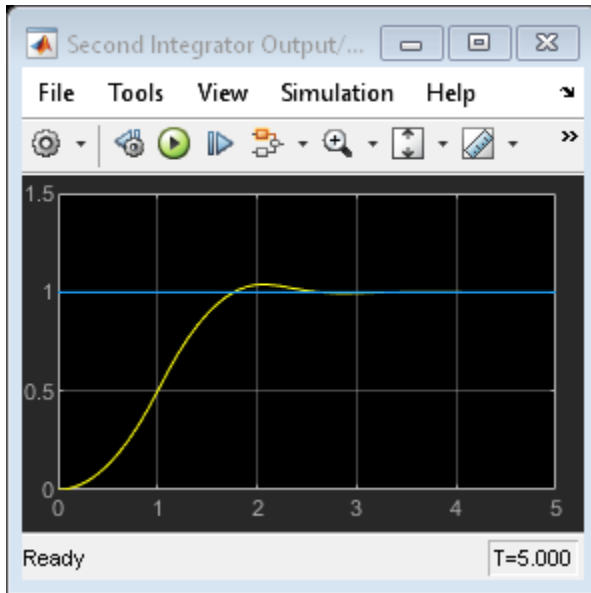 Second Integrator Output/...
File Tools View Simulation Help
1.5
1
0.5
0
0 1 2 3 4 5
Ready T=5.000